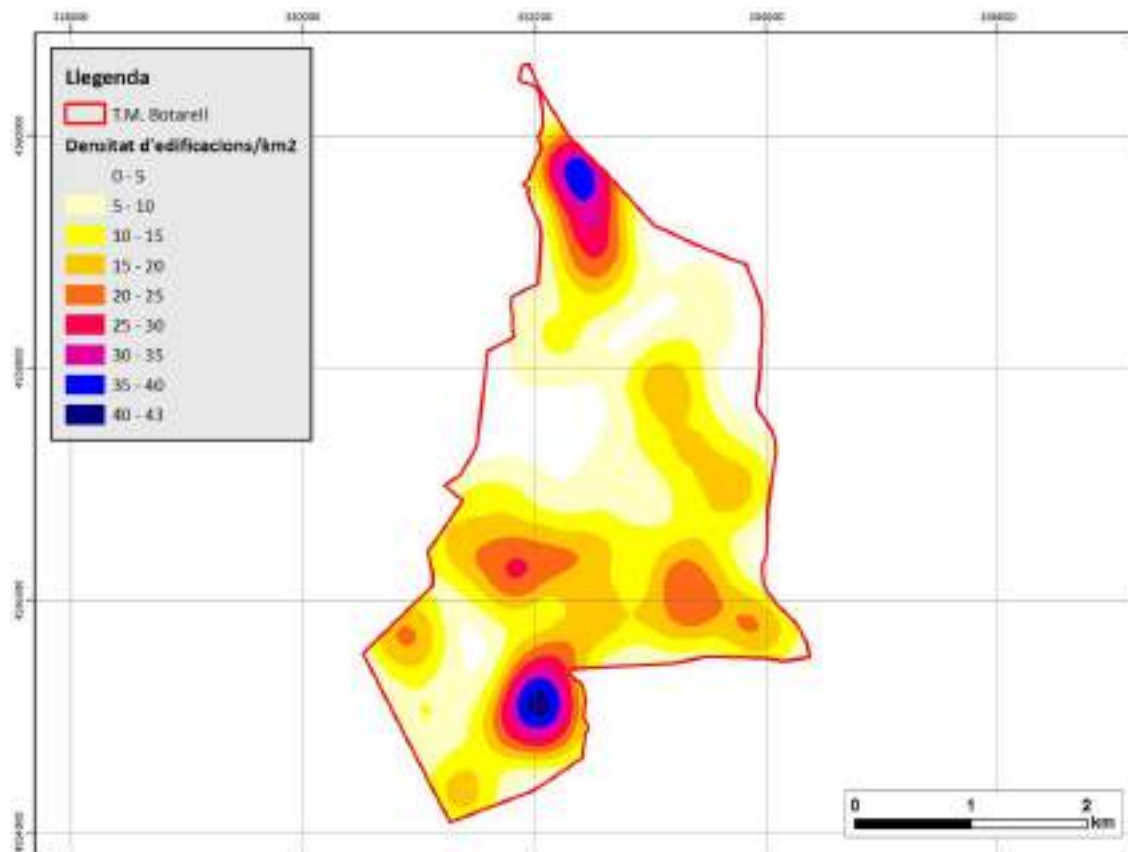 Llegenda
T.M. Botarell
Densitat d'edificacions/km2
0 - 5
5 - 10
10 - 15
15 - 20
20 - 25
25 - 30
30 - 35
35 - 40
40 - 43
0 1 2
km